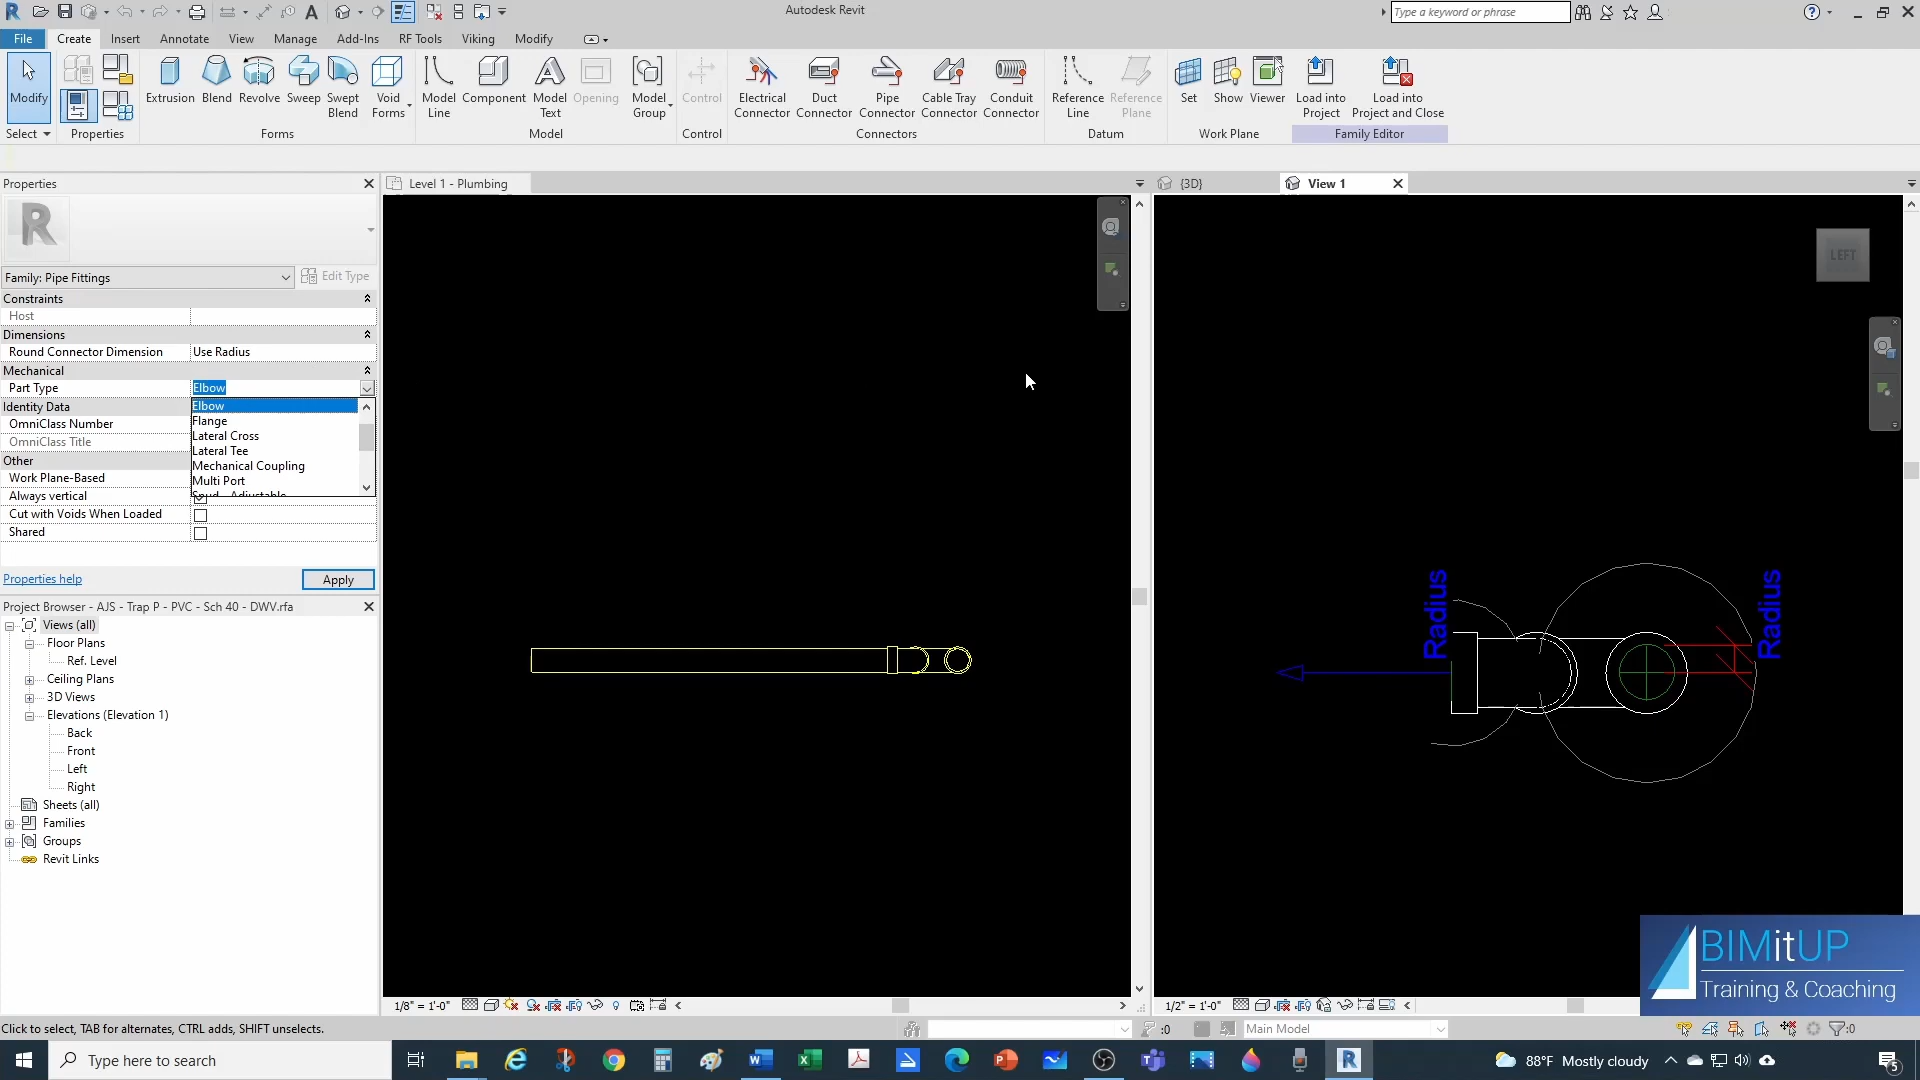 Autodesk Revit
Type a keyword or phrase
File Create Insert Annotate View Manage Add-Ins RF Tools Viking Modify
Modify
Extrusion Blend Revolve Sweep Swept Blend Void Forms
Model Line Component Model Text Opening Model Group
Control
Electrical Connector Duct Connector Pipe Connector Cable Tray Connector Conduit Connector
Reference Line Reference Plane
Set Show Viewer
Load into Project Load into Project and Close
Select Properties Forms Model Control Connectors Datum Work Plane Family Editor
Properties
Level 1 - Plumbing
{3D}
View 1
R
Family: Pipe Fittings
Edit Type
Constraints
Host
Dimensions
Round Connector Dimension Use Radius
Mechanical
Part Type Elbow
Identity Data
OmniClass Number
OmniClass Title
Other
Work Plane-Based
Always vertical
Cut with Voids When Loaded
Shared
Elbow
Flange
Lateral Cross
Lateral Tee
Mechanical Coupling
Multi Port
Spud - Adjustable
Properties help
Apply
Project Browser - AJS - Trap P - PVC - Sch 40 - DWV.rfa
Views (all)
Floor Plans
Ref. Level
Ceiling Plans
3D Views
Elevations (Elevation 1)
Back
Front
Left
Right
Sheets (all)
Families
Groups
Revit Links
LEFT
Radius
Radius
BIMitUP
Training & Coaching
1/8" = 1'-0"
1/2" = 1'-0"
Click to select, TAB for alternates, CTRL adds, SHIFT unselects.
:0
Main Model
:0
Type here to search
88°F Mostly cloudy
5